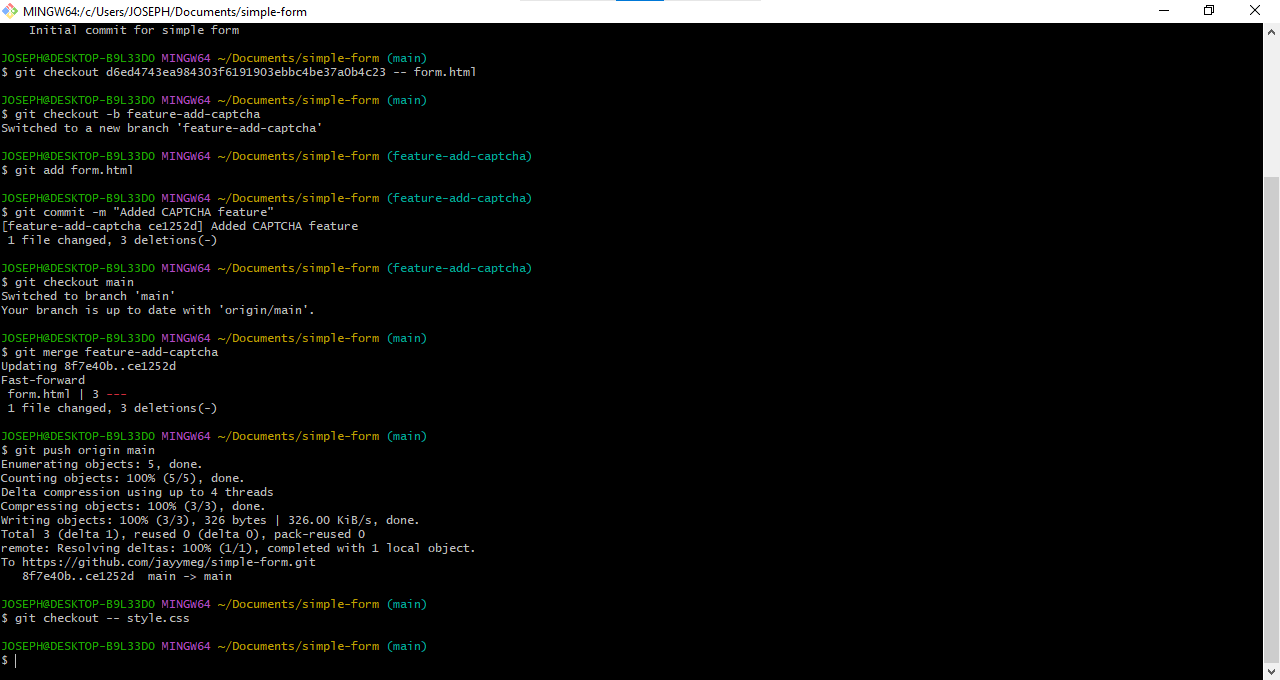 MINGW64:/c/Users/JOSEPH/Documents/simple-form
Initial commit for simple form
JOSEPH@DESKTOP-B9L33DO MINGW64 ~/Documents/simple-form (main)
$ git checkout d6ed4743ea984303f6191903ebbc4be37a0b4c23 -- form.html
JOSEPH@DESKTOP-B9L33DO MINGW64 ~/Documents/simple-form (main)
$ git checkout -b feature-add-captcha
Switched to a new branch 'feature-add-captcha'
JOSEPH@DESKTOP-B9L33DO MINGW64 ~/Documents/simple-form (feature-add-captcha)
$ git add form.html
JOSEPH@DESKTOP-B9L33DO MINGW64 ~/Documents/simple-form (feature-add-captcha)
$ git commit -m "Added CAPTCHA feature"
[feature-add-captcha ce1252d] Added CAPTCHA feature
 1 file changed, 3 deletions(-)
JOSEPH@DESKTOP-B9L33DO MINGW64 ~/Documents/simple-form (feature-add-captcha)
$ git checkout main
Switched to branch 'main'
Your branch is up to date with 'origin/main'.
JOSEPH@DESKTOP-B9L33DO MINGW64 ~/Documents/simple-form (main)
$ git merge feature-add-captcha
Updating 8f7e40b..ce1252d
Fast-forward
 form.html | 3 ---
 1 file changed, 3 deletions(-)
JOSEPH@DESKTOP-B9L33DO MINGW64 ~/Documents/simple-form (main)
$ git push origin main
Enumerating objects: 5, done.
Counting objects: 100% (5/5), done.
Delta compression using up to 4 threads
Compressing objects: 100% (3/3), done.
Writing objects: 100% (3/3), 326 bytes | 326.00 KiB/s, done.
Total 3 (delta 1), reused 0 (delta 0), pack-reused 0
remote: Resolving deltas: 100% (1/1), completed with 1 local object.
To https://github.com/jayymeg/simple-form.git
   8f7e40b..ce1252d  main -> main
JOSEPH@DESKTOP-B9L33DO MINGW64 ~/Documents/simple-form (main)
$ git checkout -- style.css
JOSEPH@DESKTOP-B9L33DO MINGW64 ~/Documents/simple-form (main)
$